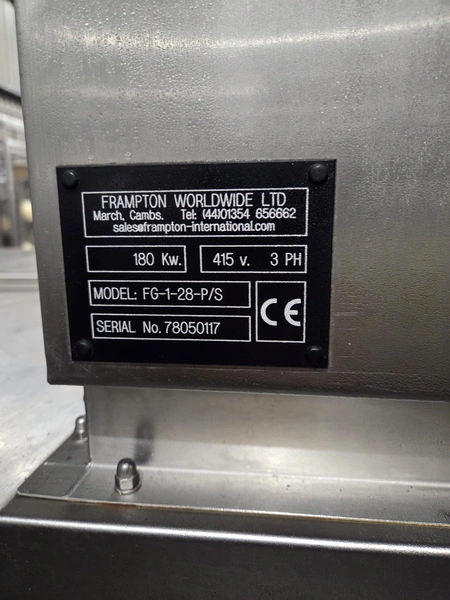 FRAMPTON WORLDWIDE LTD
March, Cambs. Tel: (44)01354 656662
sales@frampton-international.com
180 Kw.
415 v. 3 PH
MODEL: FG-1-28-P/S
CE
SERIAL No. 78050117